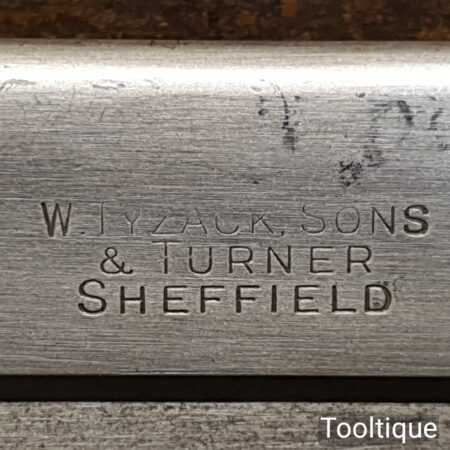 W. TYZACK, SONS
& TURNER
SHEFFIELD
Tooltique